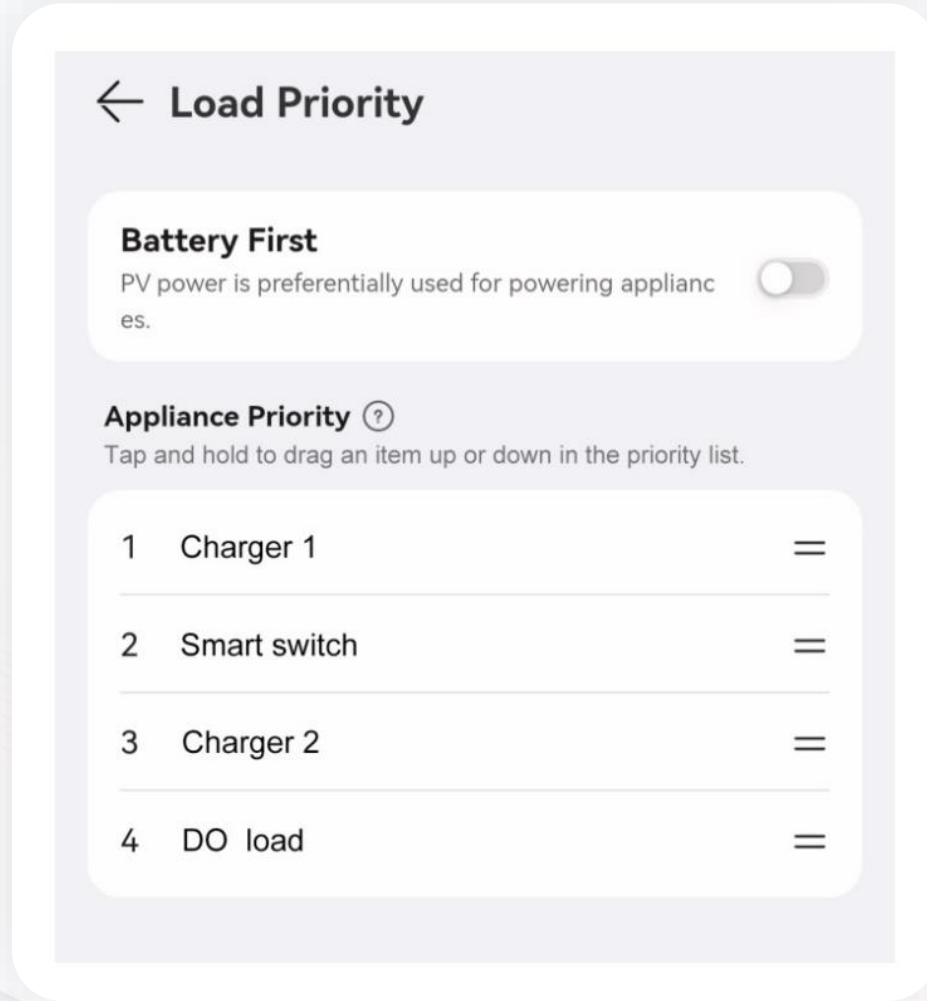 Load Priority
Battery First
PV power is preferentially used for powering applianc
es.
Appliance Priority ?
Tap and hold to drag an item up or down in the priority list.
1 Charger 1
2 Smart switch
3 Charger 2
4 DO load